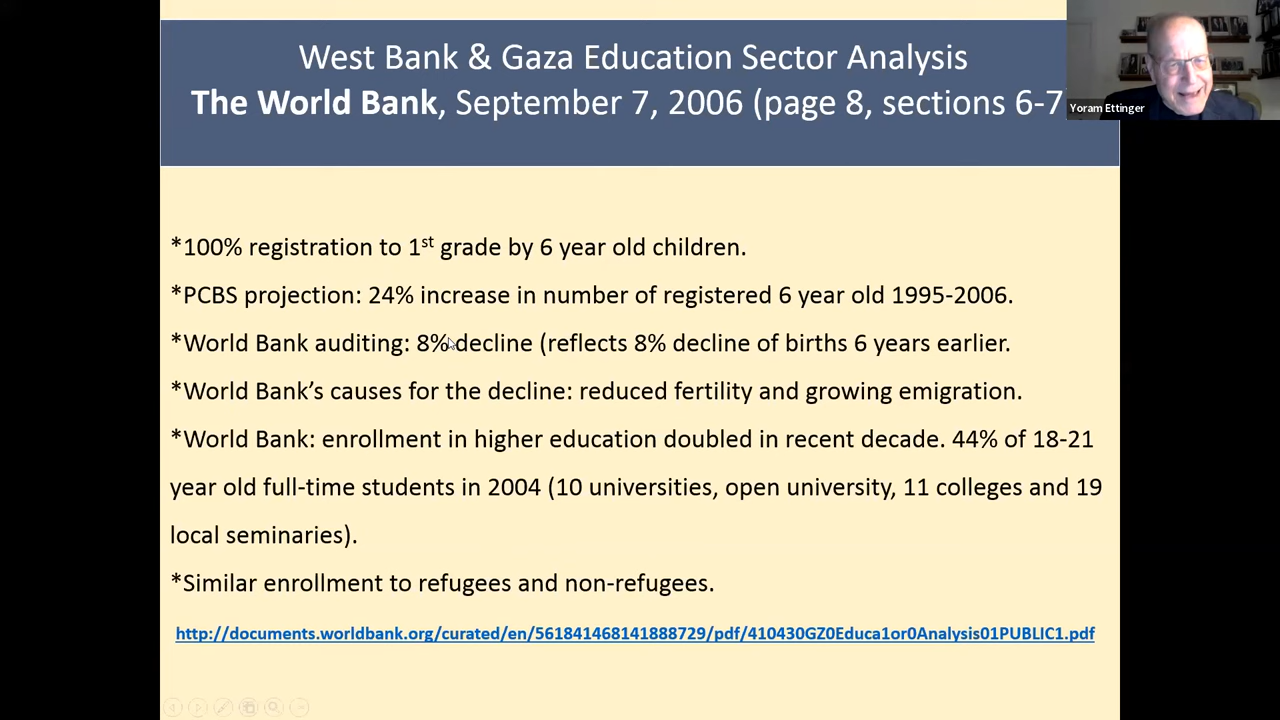 West Bank & Gaza Education Sector Analysis
The World Bank, September 7, 2006 (page 8, sections 6-7)
Yoram Ettinger
*100% registration to 1st grade by 6 year old children.
*PCBS projection: 24% increase in number of registered 6 year old 1995-2006.
*World Bank auditing: 8% decline (reflects 8% decline of births 6 years earlier.
*World Bank’s causes for the decline: reduced fertility and growing emigration.
*World Bank: enrollment in higher education doubled in recent decade. 44% of 18-21
year old full-time students in 2004 (10 universities, open university, 11 colleges and 19
local seminaries).
*Similar enrollment to refugees and non-refugees.
http://documents.worldbank.org/curated/en/561841468141888729/pdf/410430GZ0Educa1or0Analysis01PUBLIC1.pdf